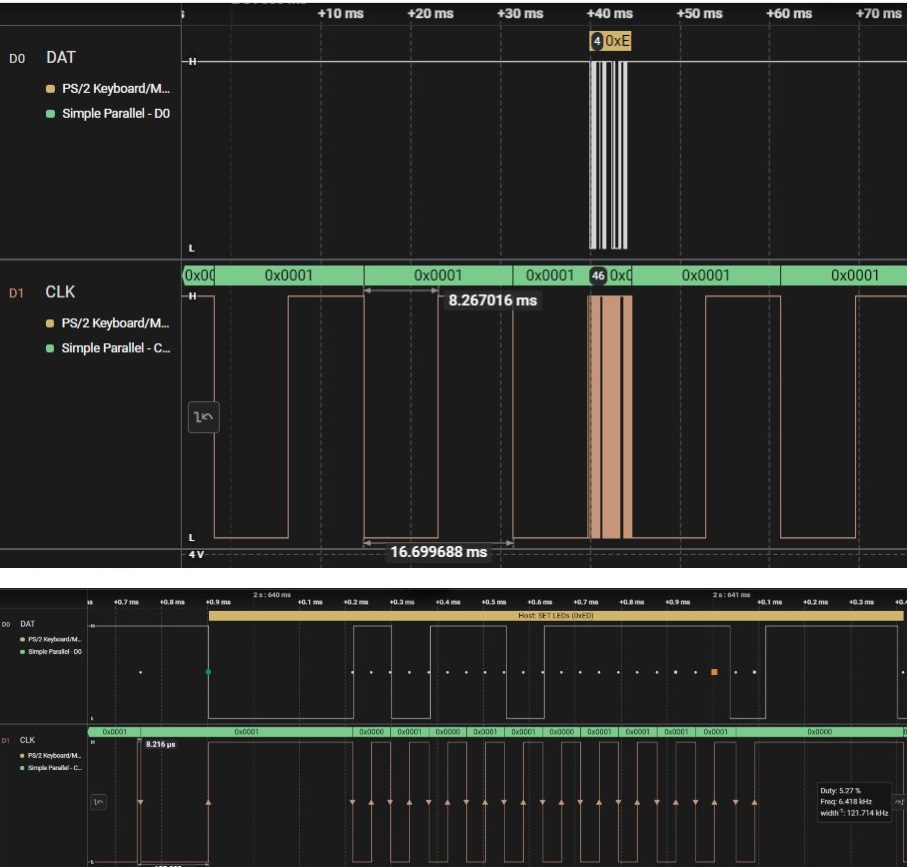 +10 ms +20 ms +30 ms +40 ms +50 ms +60 ms +70 ms
4 0xE
D0 DAT
H
PS/2 Keyboard/M...
Simple Parallel - D0
L
0x00 0x0001 0x0001 0x0001 46 0x0 0x0001 0x0001
D1 CLK
H
8.267016 ms
PS/2 Keyboard/M...
Simple Parallel - C...
L
16.699688 ms
4 V
2 s : 640 ms 2 s : 641 ms
+0.7 ms +0.8 ms +0.9 ms +0.1 ms +0.2 ms +0.3 ms +0.4 ms +0.5 ms +0.6 ms +0.7 ms +0.8 ms +0.9 ms +0.1 ms +0.2 ms +0.3 ms +0.4
Host: SET LEDs (0xED)
D0 DAT
H
PS/2 Keyboard/M...
Simple Parallel - D0
L
0x0001 0x0001 0x0000 0x0001 0x0000 0x0001 0x0001 0x0000 0x0001 0x0001 0x0001 0x0001 0x0000
D1 CLK
H
8.216 µs
PS/2 Keyboard/M...
Simple Parallel - C...
Duty: 5.27 %
Freq: 6.418 kHz
width⁻¹: 121.714 kHz
L